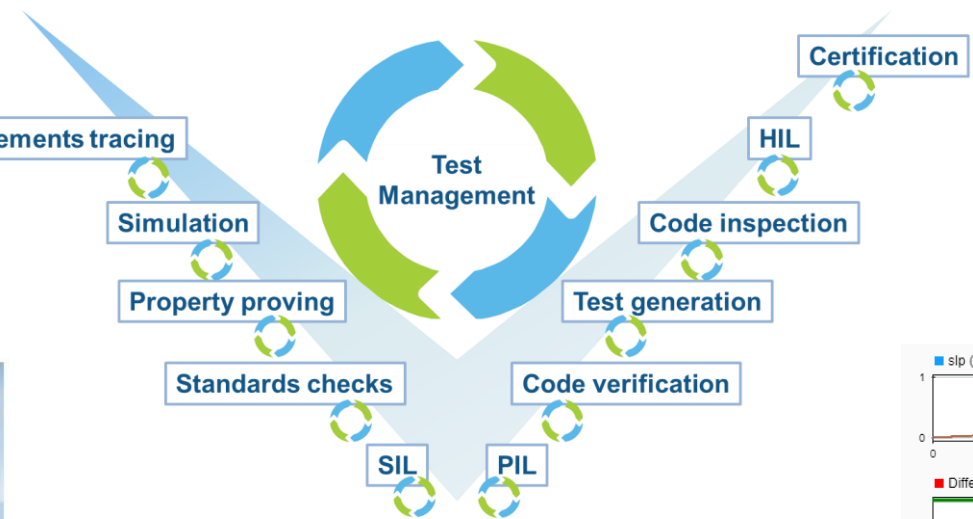 Certification
ements tracing
HIL
Test
Management
Simulation
Code inspection
Property proving
Test generation
Standards checks
Code verification
SIL
PIL
slp (
1
0
0
Diffe